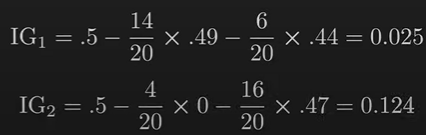 IG₁ = .5 − 14/20 × .49 − 6/20 × .44 = 0.025
IG₂ = .5 − 4/20 × 0 − 16/20 × .47 = 0.124